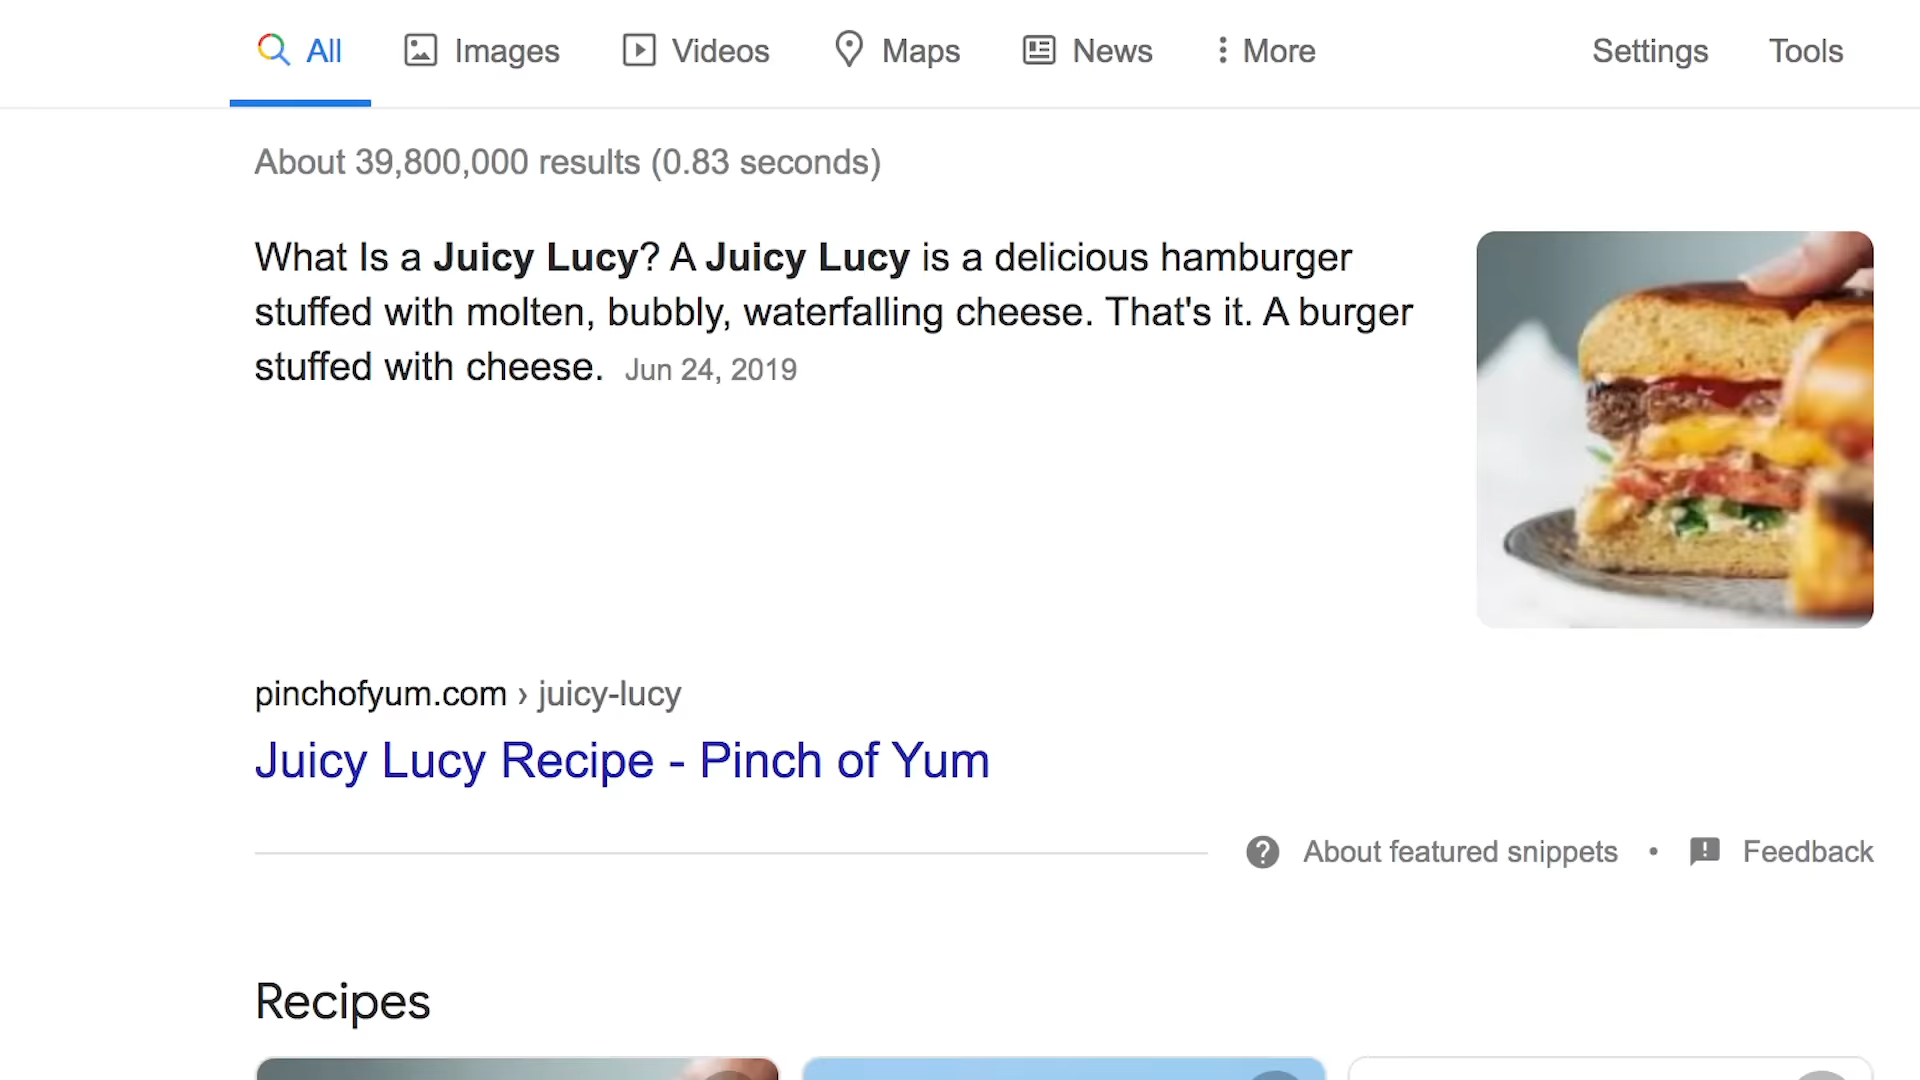 All Images Videos Maps News More Settings Tools
About 39,800,000 results (0.83 seconds)
What Is a Juicy Lucy? A Juicy Lucy is a delicious hamburger
stuffed with molten, bubbly, waterfalling cheese. That's it. A burger
stuffed with cheese. Jun 24, 2019
pinchofyum.com › juicy-lucy
Juicy Lucy Recipe - Pinch of Yum
About featured snippets • Feedback
Recipes